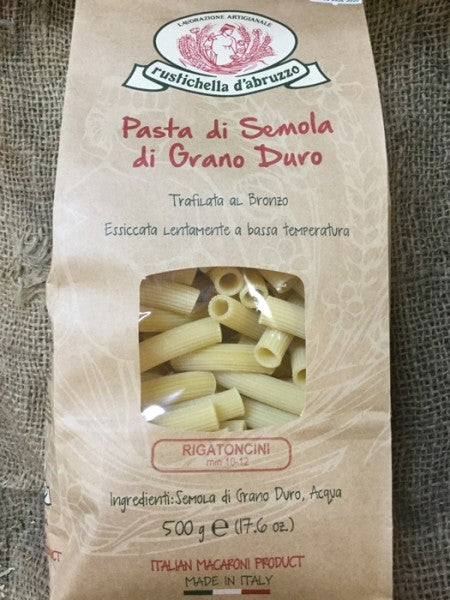 LAVORAZIONE ARTIGIANALE
rustichella d'abruzzo
Pasta di Semola
di Grano Duro
Trafilata al Bronzo
Essiccata lentamente a bassa temperatura
RIGATONCINI
min 10-12
Ingredienti: Semola di Grano Duro, Acqua
500 g e (17.6 oz.)
ITALIAN MACARONI PRODUCT
MADE IN ITALY